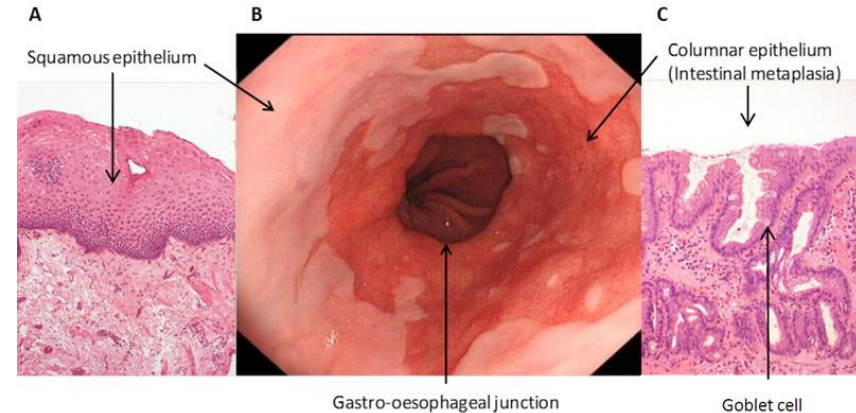 A
B
C
Squamous epithelium
Columnar epithelium
(Intestinal metaplasia)
Gastro-oesophageal junction
Goblet cell